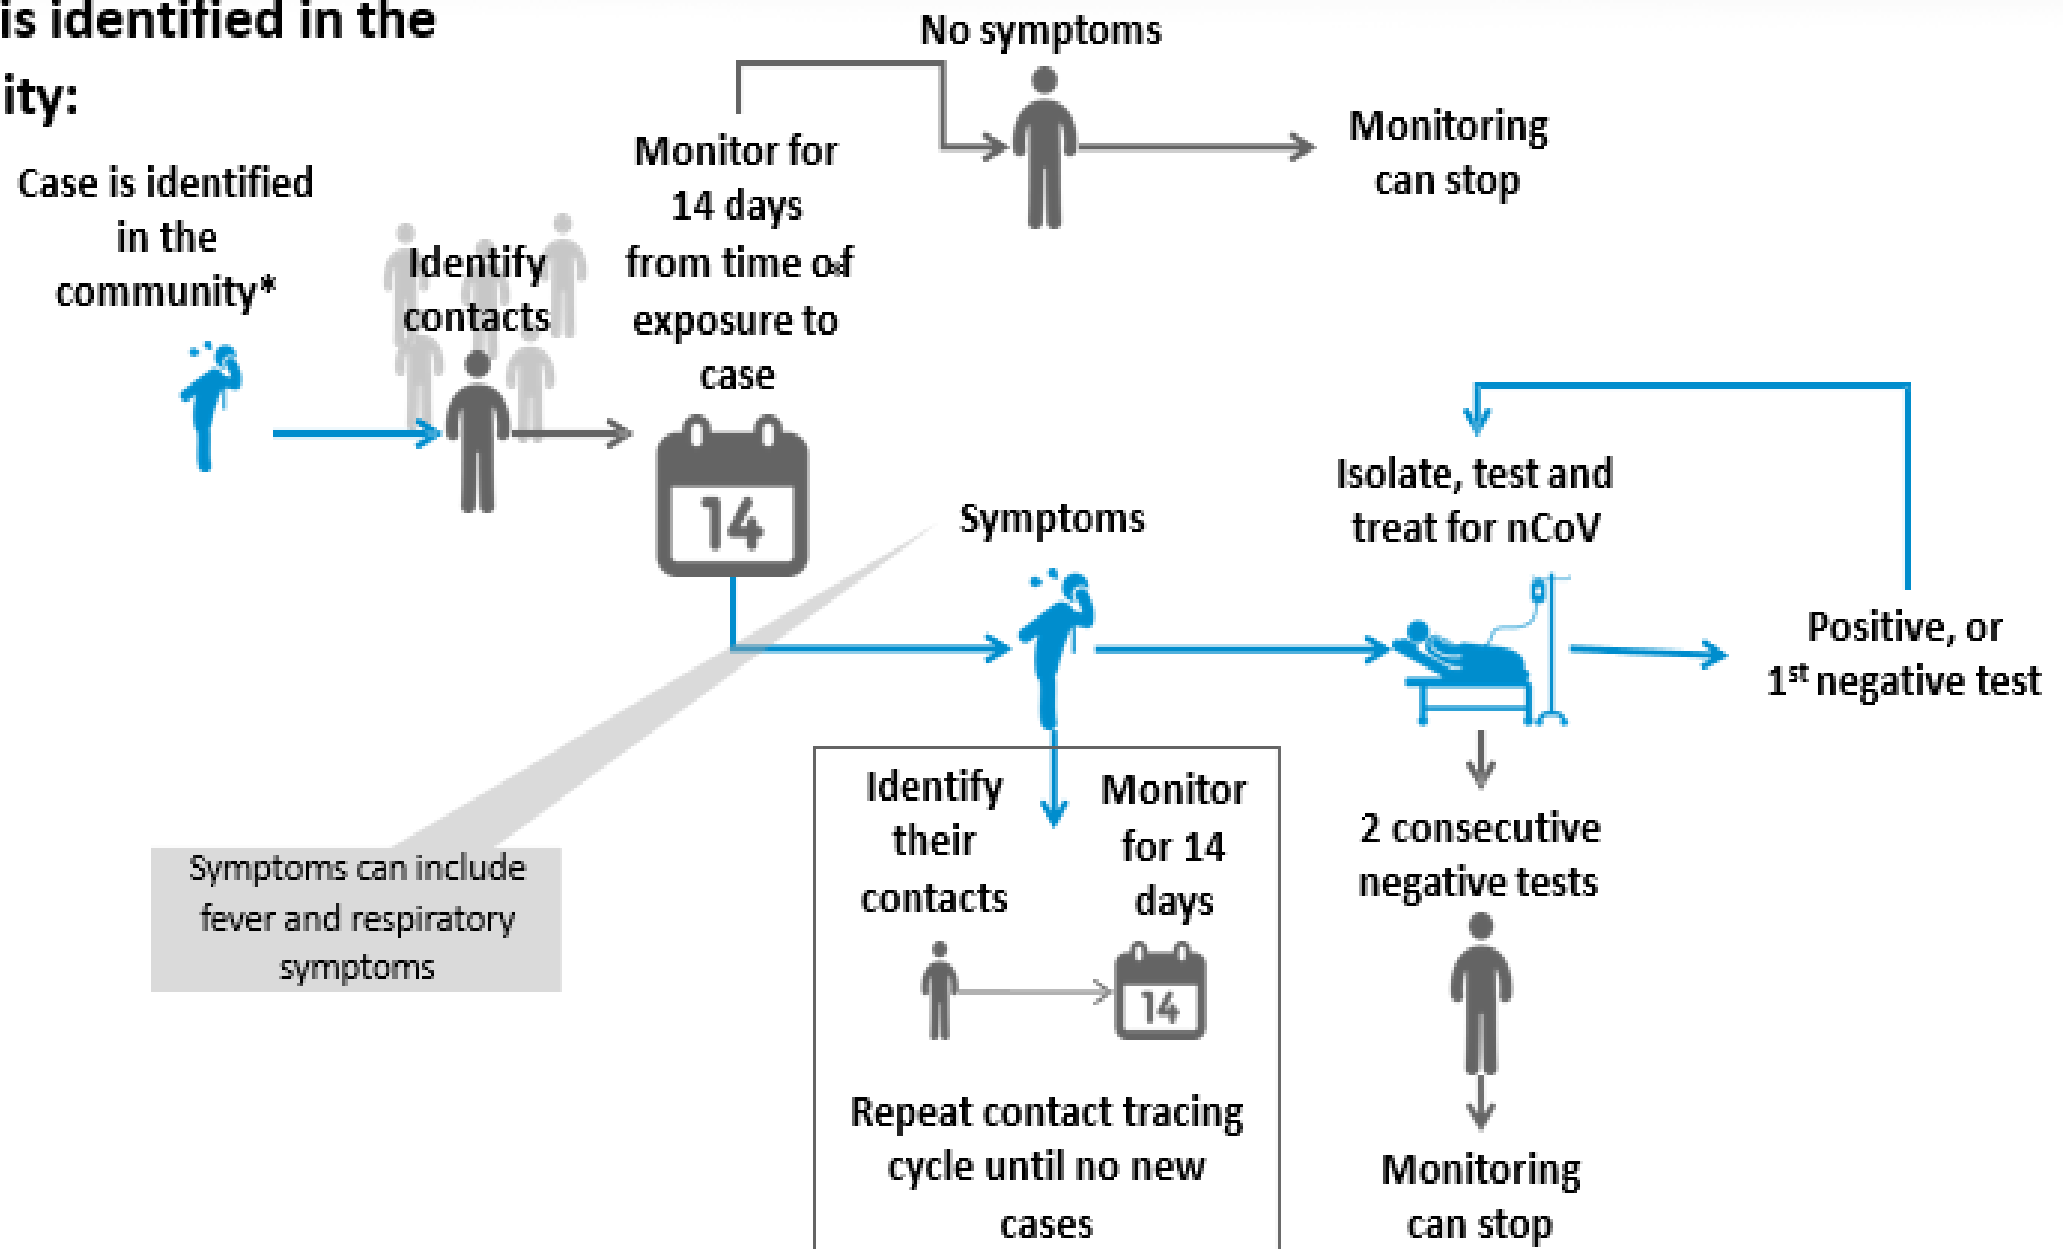 is identified in the
ity:
Case is identified
in the
community*
Identify
contacts
Monitor for
14 days
from time of
exposure to
case
14
No symptoms
Monitoring
can stop
Symptoms
Isolate, test and
treat for nCoV
Positive, or
1st negative test
Symptoms can include
fever and respiratory
symptoms
Identify
their
contacts
Monitor
for 14
days
14
Repeat contact tracing
cycle until no new
cases
2 consecutive
negative tests
Monitoring
can stop